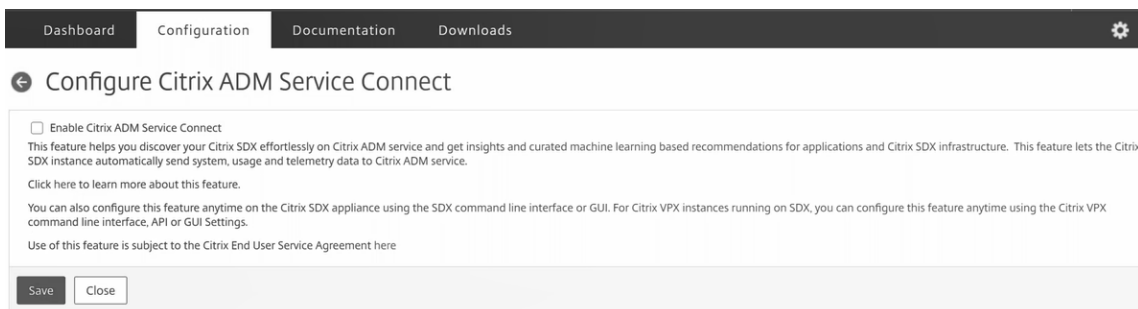 Dashboard Configuration Documentation Downloads
Configure Citrix ADM Service Connect
Enable Citrix ADM Service Connect
This feature helps you discover your Citrix SDX effortlessly on Citrix ADM service and get insights and curated machine learning based recommendations for applications and Citrix SDX infrastructure. This feature lets the Citrix
SDX instance automatically send system, usage and telemetry data to Citrix ADM service.
Click here to learn more about this feature.
You can also configure this feature anytime on the Citrix SDX appliance using the SDX command line interface or GUI. For Citrix VPX instances running on SDX, you can configure this feature anytime using the Citrix VPX
command line interface, API or GUI Settings.
Use of this feature is subject to the Citrix End User Service Agreement here
Save Close